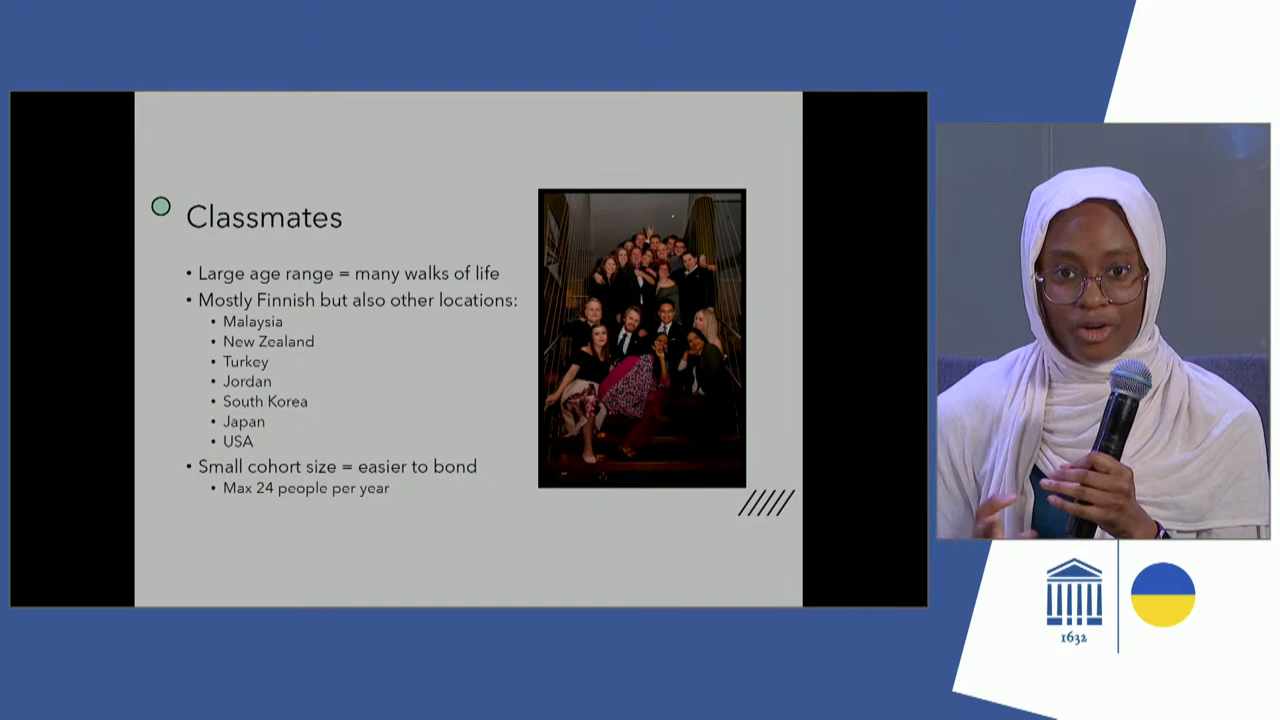 Classmates
• Large age range = many walks of life
• Mostly Finnish but also other locations:
• Malaysia
• New Zealand
• Turkey
• Jordan
• South Korea
• Japan
• USA
• Small cohort size = easier to bond
• Max 24 people per year
1632